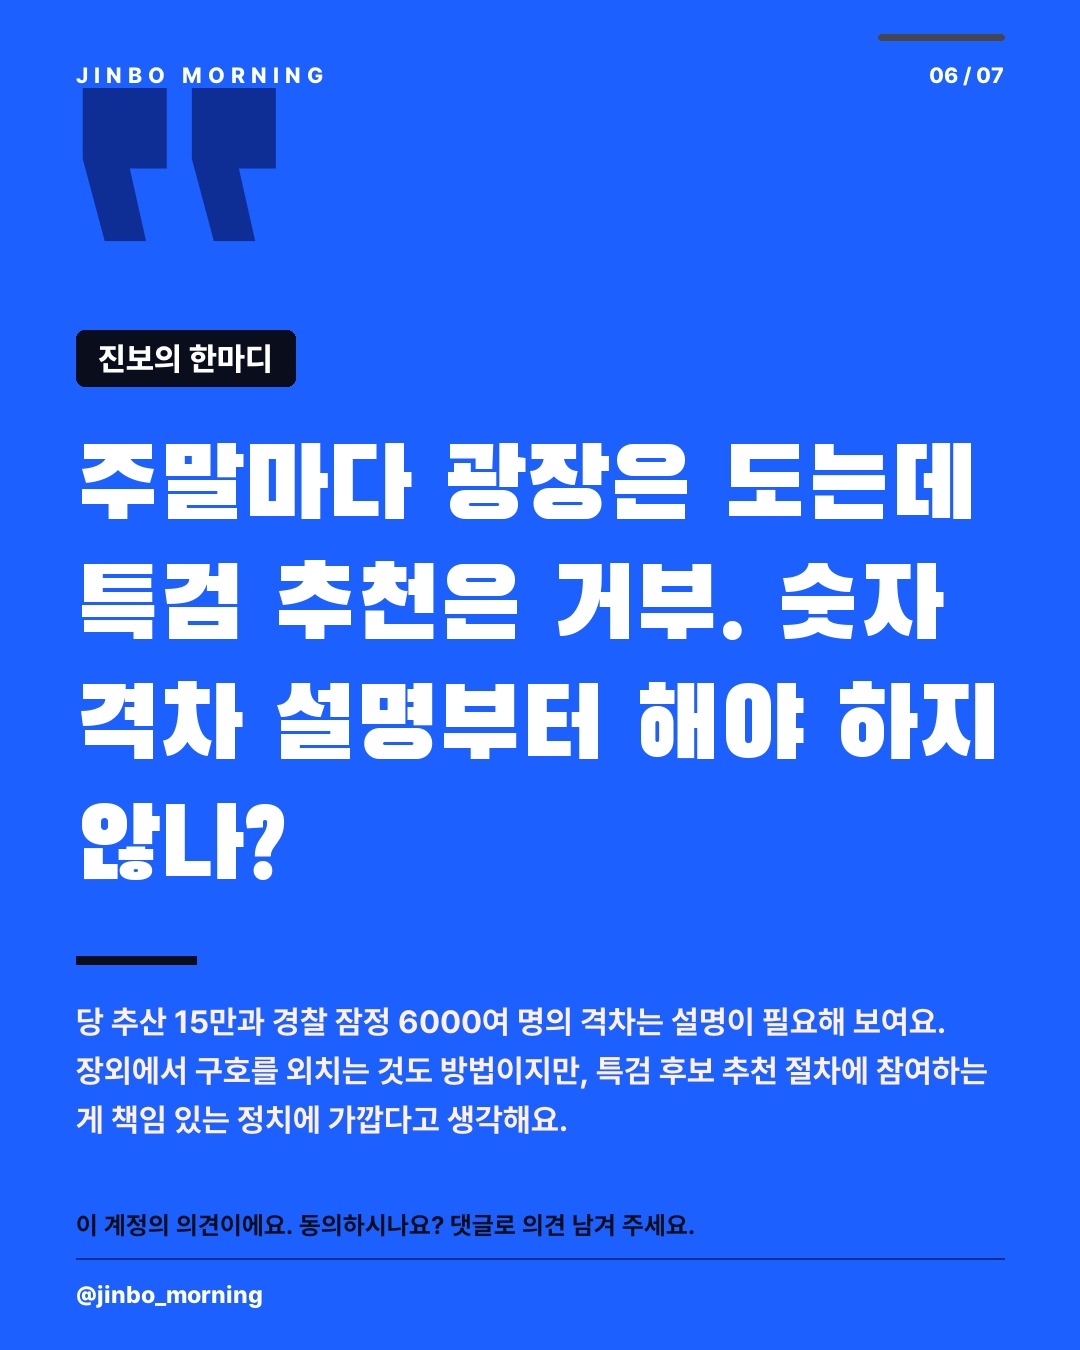 JINBO MORNING
06 / 07
진보의 한마디
주말마다 광장은 도는데
특검 추천은 거부. 숫자
격차 설명부터 해야 하지
않나?
당 추산 15만과 경찰 잠정 6000여 명의 격차는 설명이 필요해 보여요.
장외에서 구호를 외치는 것도 방법이지만, 특검 후보 추천 절차에 참여하는
게 책임 있는 정치에 가깝다고 생각해요.
이 계정의 의견이에요. 동의하시나요? 댓글로 의견 남겨 주세요.
@jinbo_morning